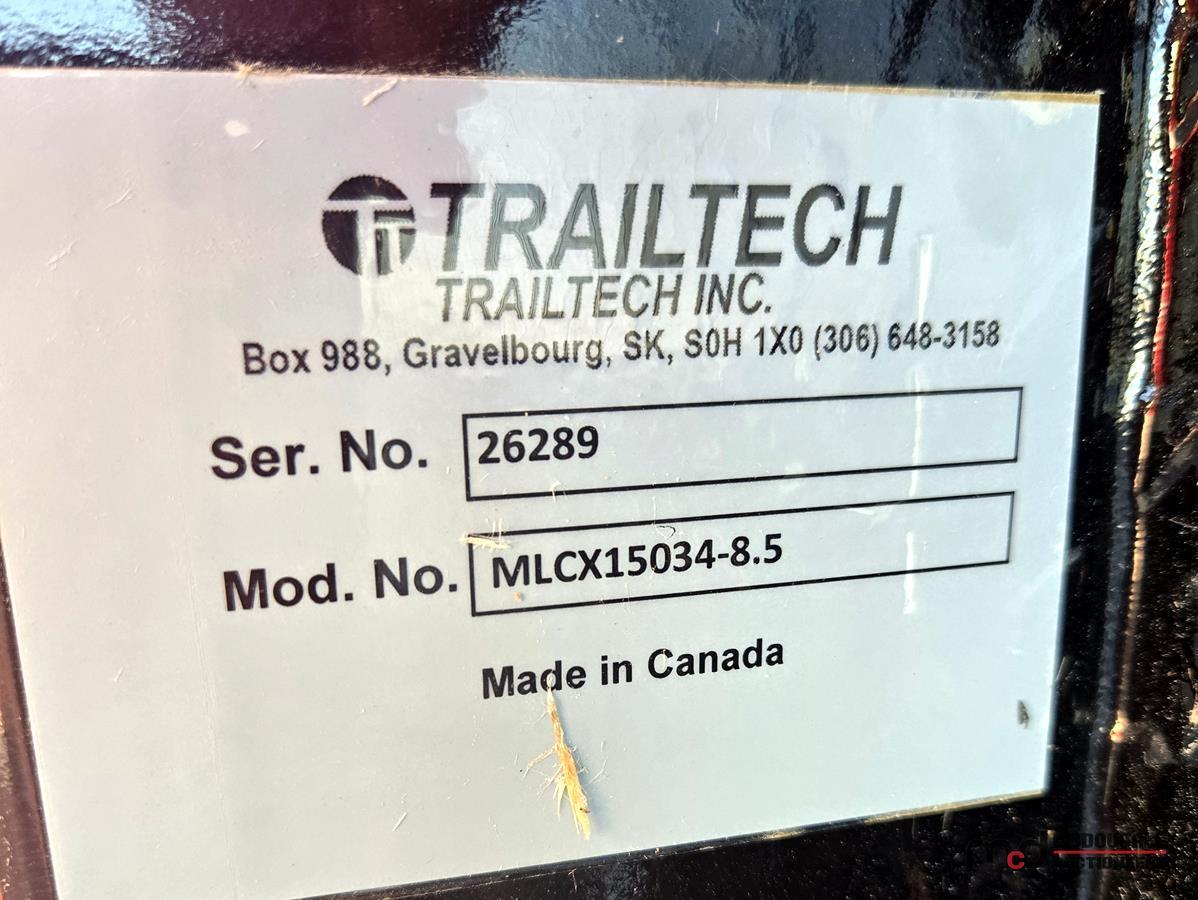 TRAILTECH
TRAILTECH INC.
Box 988, Gravelbourg, SK, S0H 1X0 (306) 648-3158
Ser. No. 26289
Mod. No. MLCX15034-8.5
Made in Canada